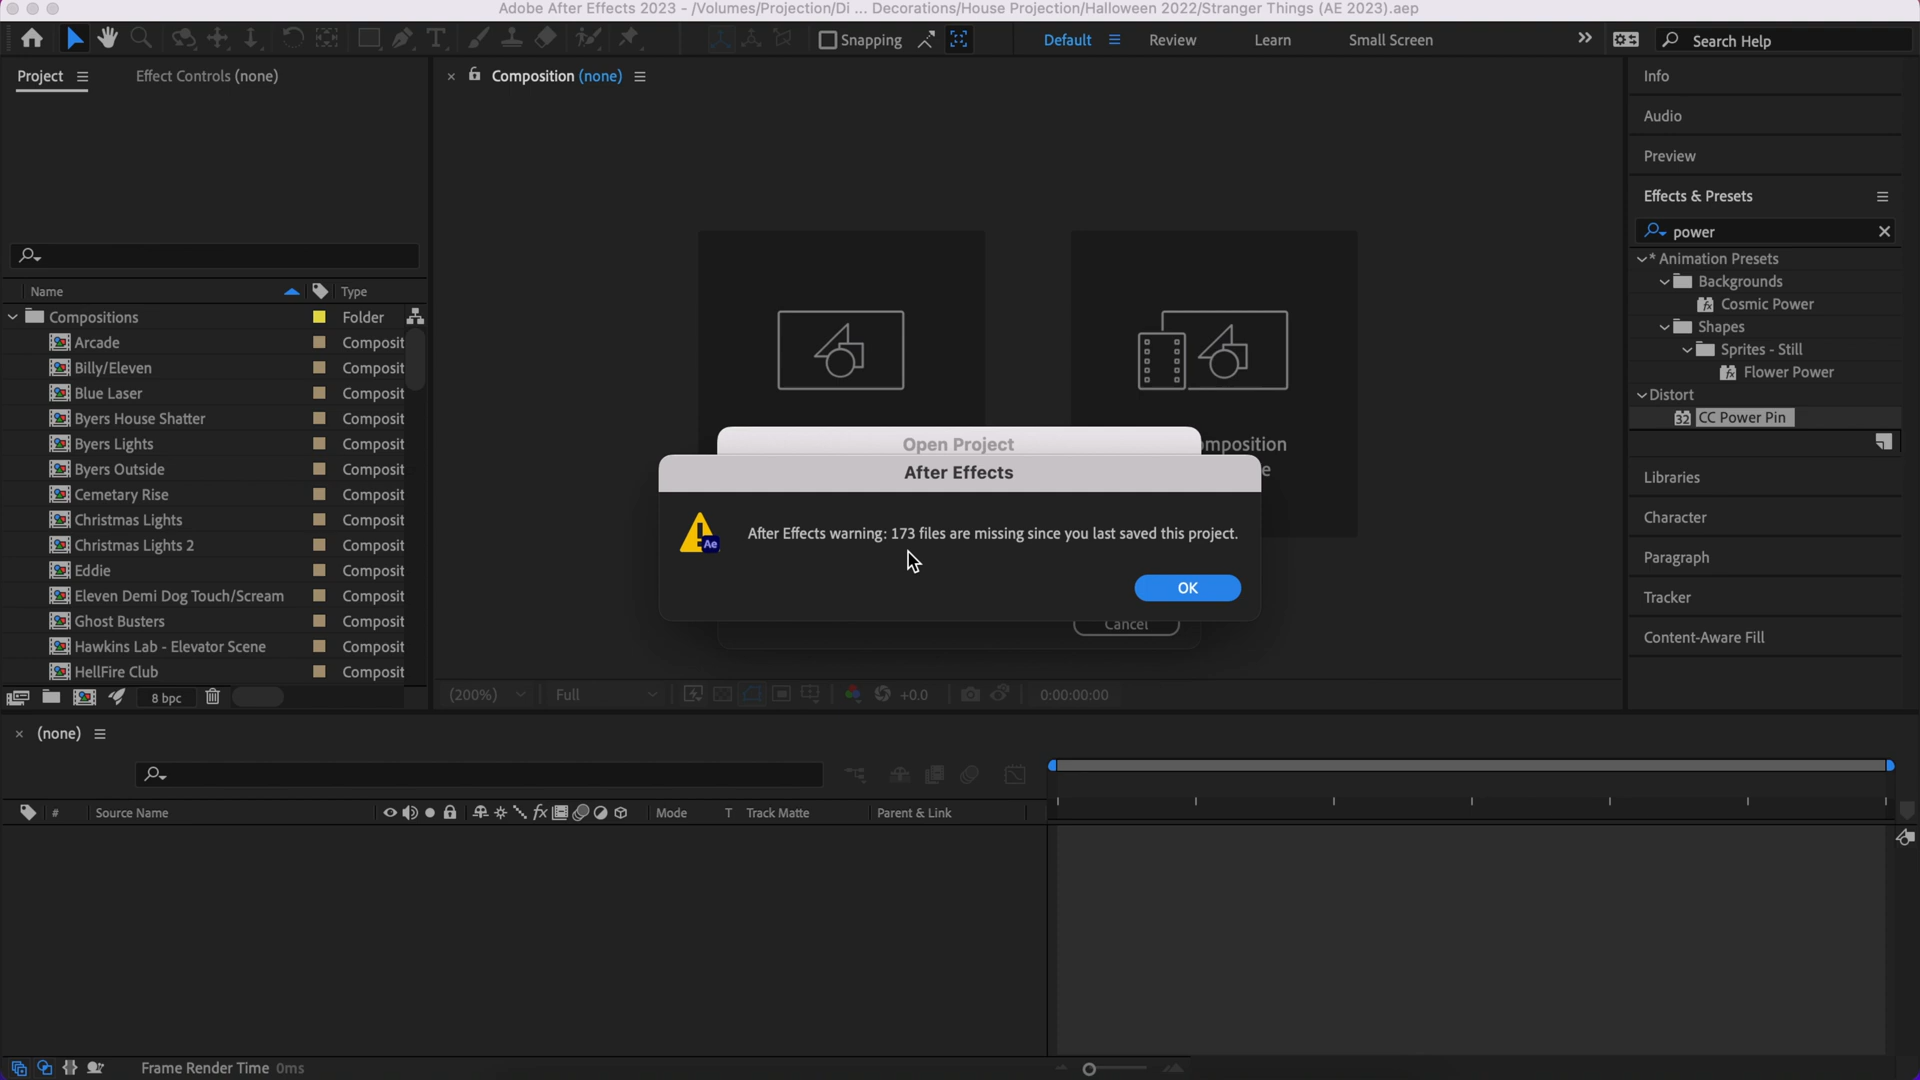 Adobe After Effects 2023 - /Volumes/Projection/Di ... Decorations/House Projection/Halloween 2022/Stranger Things (AE 2023).aep
Snapping
Default
Review
Learn
Small Screen
Search Help
Project
Effect Controls (none)
Composition (none)
Name
Type
Compositions Folder
Arcade Composit
Billy/Eleven Composit
Blue Laser Composit
Byers House Shatter Composit
Byers Lights Composit
Byers Outside Composit
Cemetary Rise Composit
Christmas Lights Composit
Christmas Lights 2 Composit
Eddie Composit
Eleven Demi Dog Touch/Scream Composit
Ghost Busters Composit
Hawkins Lab - Elevator Scene Composit
HellFire Club Composit
8 bpc
Open Project
After Effects
After Effects warning: 173 files are missing since you last saved this project.
Ae
OK
Cancel
mposition
e
(200%)
Full
+0.0
0:00:00:00
Info
Audio
Preview
Effects & Presets
power
* Animation Presets
Backgrounds
Cosmic Power
Shapes
Sprites - Still
Flower Power
Distort
32 CC Power Pin
Libraries
Character
Paragraph
Tracker
Content-Aware Fill
(none)
# Source Name fx Mode T Track Matte Parent & Link
Frame Render Time 0ms